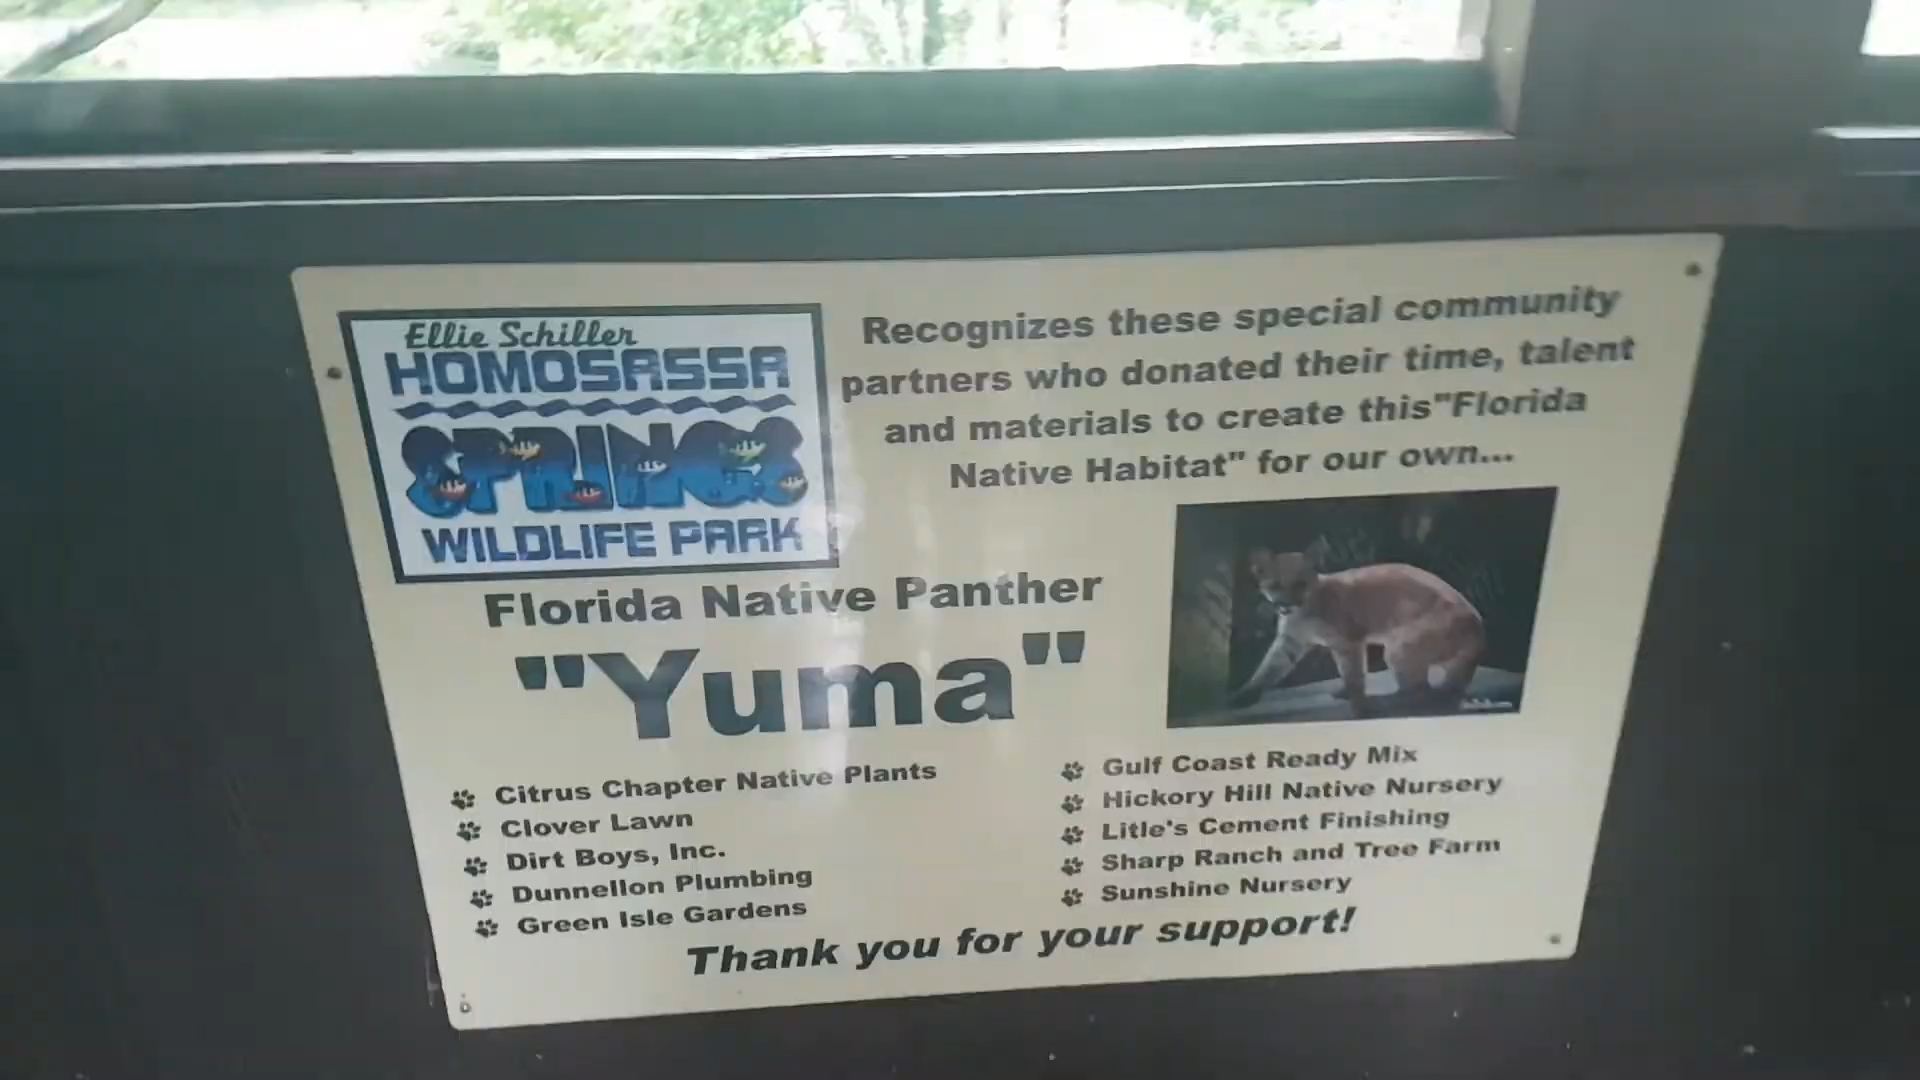 Ellie Schiller
HOMOSASSA
SPRINGS
WILDLIFE PARK
Recognizes these special community
partners who donated their time, talent
and materials to create this"Florida
Native Habitat" for our own...
Florida Native Panther
"Yuma"
Citrus Chapter Native Plants
Clover Lawn
Dirt Boys, Inc.
Dunnellon Plumbing
Green Isle Gardens
Gulf Coast Ready Mix
Hickory Hill Native Nursery
Litle's Cement Finishing
Sharp Ranch and Tree Farm
Sunshine Nursery
Thank you for your support!